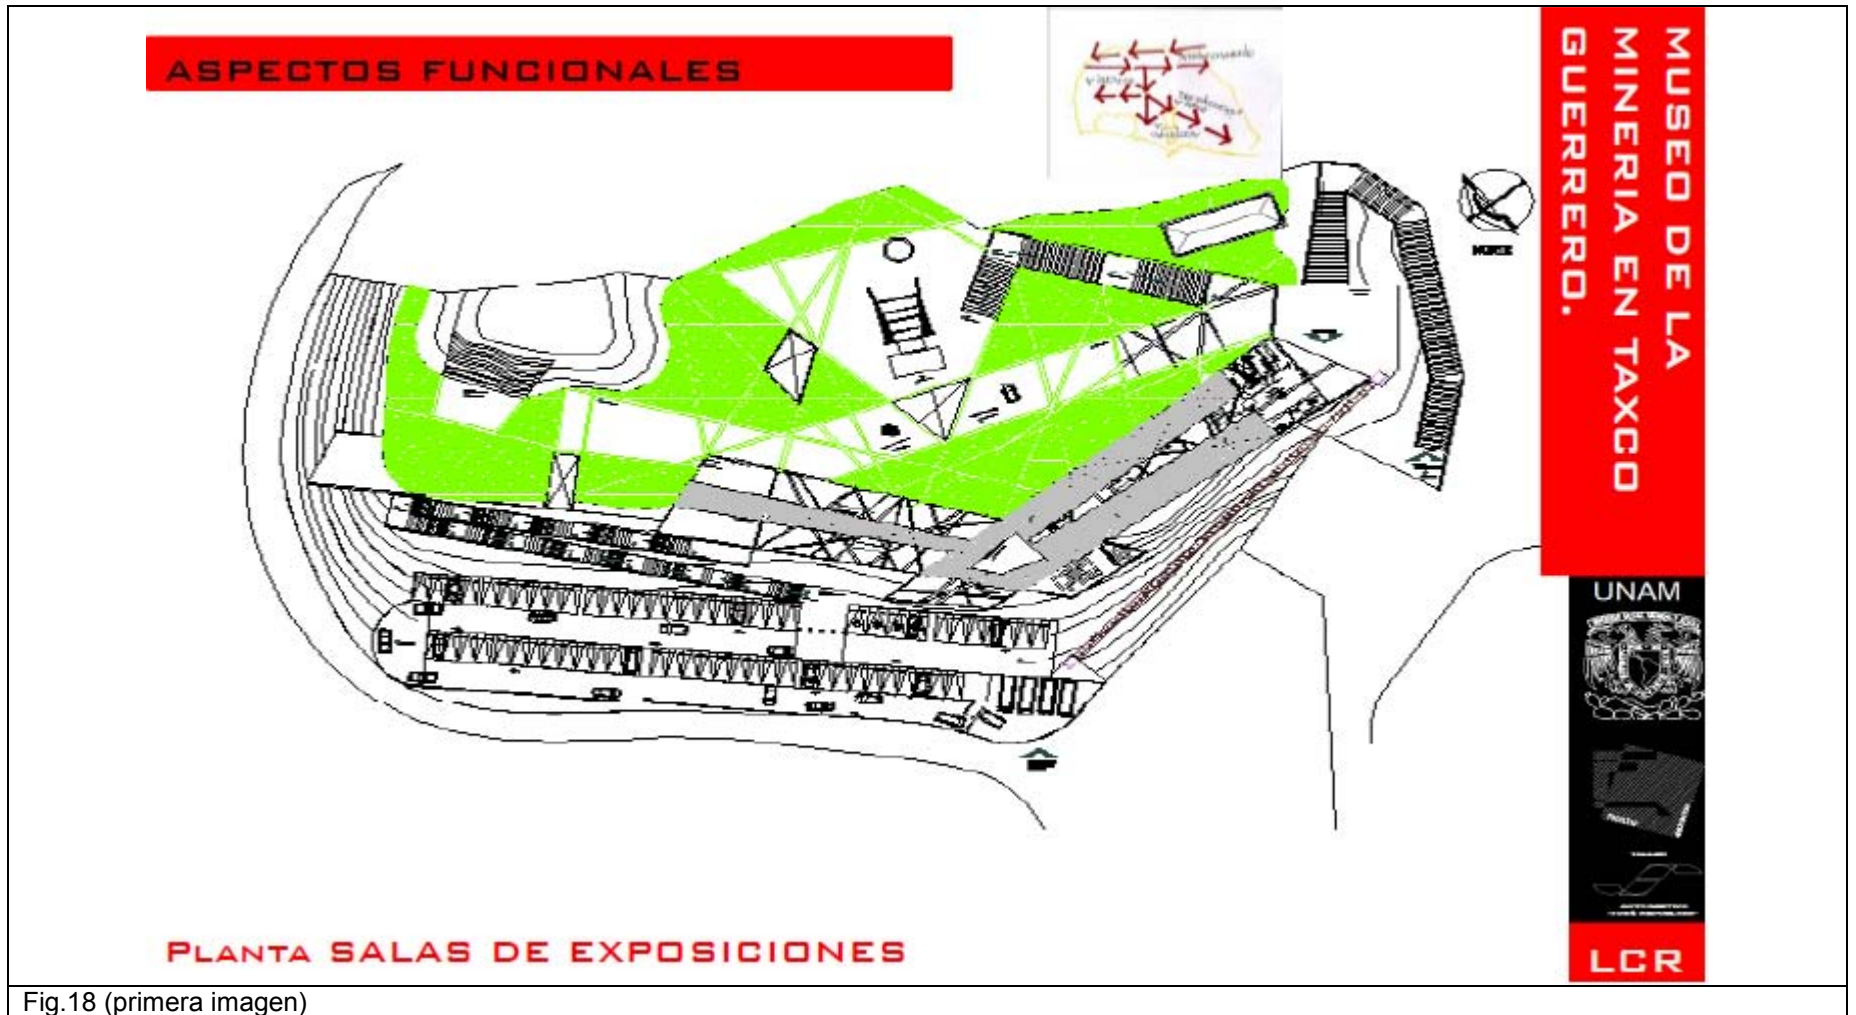 ASPECTOS FUNCIONALES
MUSEO DE LA
MINERIA EN TAXCO
GUERRERO.
NORTE
UNAM
PLANTA SALAS DE EXPOSICIONES
LCR
Fig.18 (primera imagen)